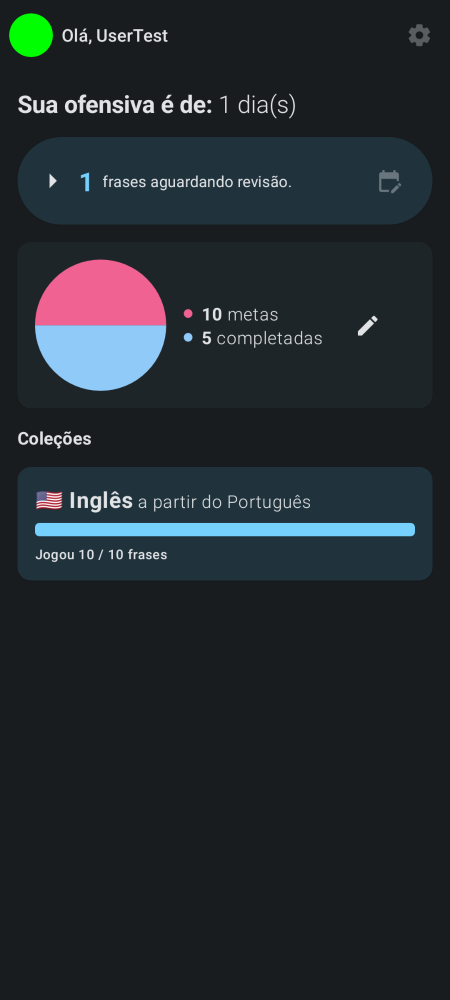 Olá, UserTest
Sua ofensiva é de: 1 dia(s)
1 frases aguardando revisão.
10 metas
5 completadas
Coleções
🇺🇸 Inglês a partir do Português
Jogou 10 / 10 frases